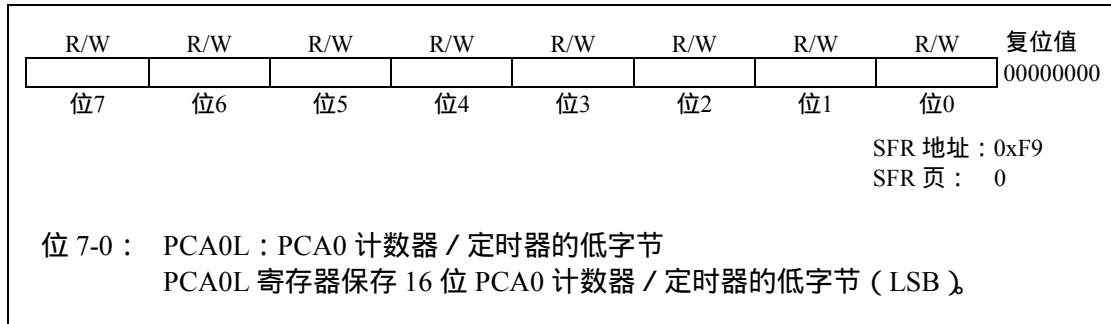 R/W R/W R/W R/W R/W R/W R/W R/W 复位值
00000000
位7 位6 位5 位4 位3 位2 位1 位0
SFR 地址：0xF9
SFR 页： 0
位 7-0： PCA0L：PCA0 计数器／定时器的低字节
PCA0L 寄存器保存 16 位 PCA0 计数器／定时器的低字节（LSB）。